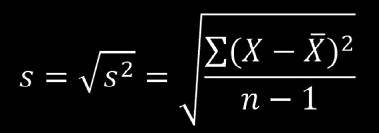 s = √s² = √(∑(X − X̄)² / (n − 1))